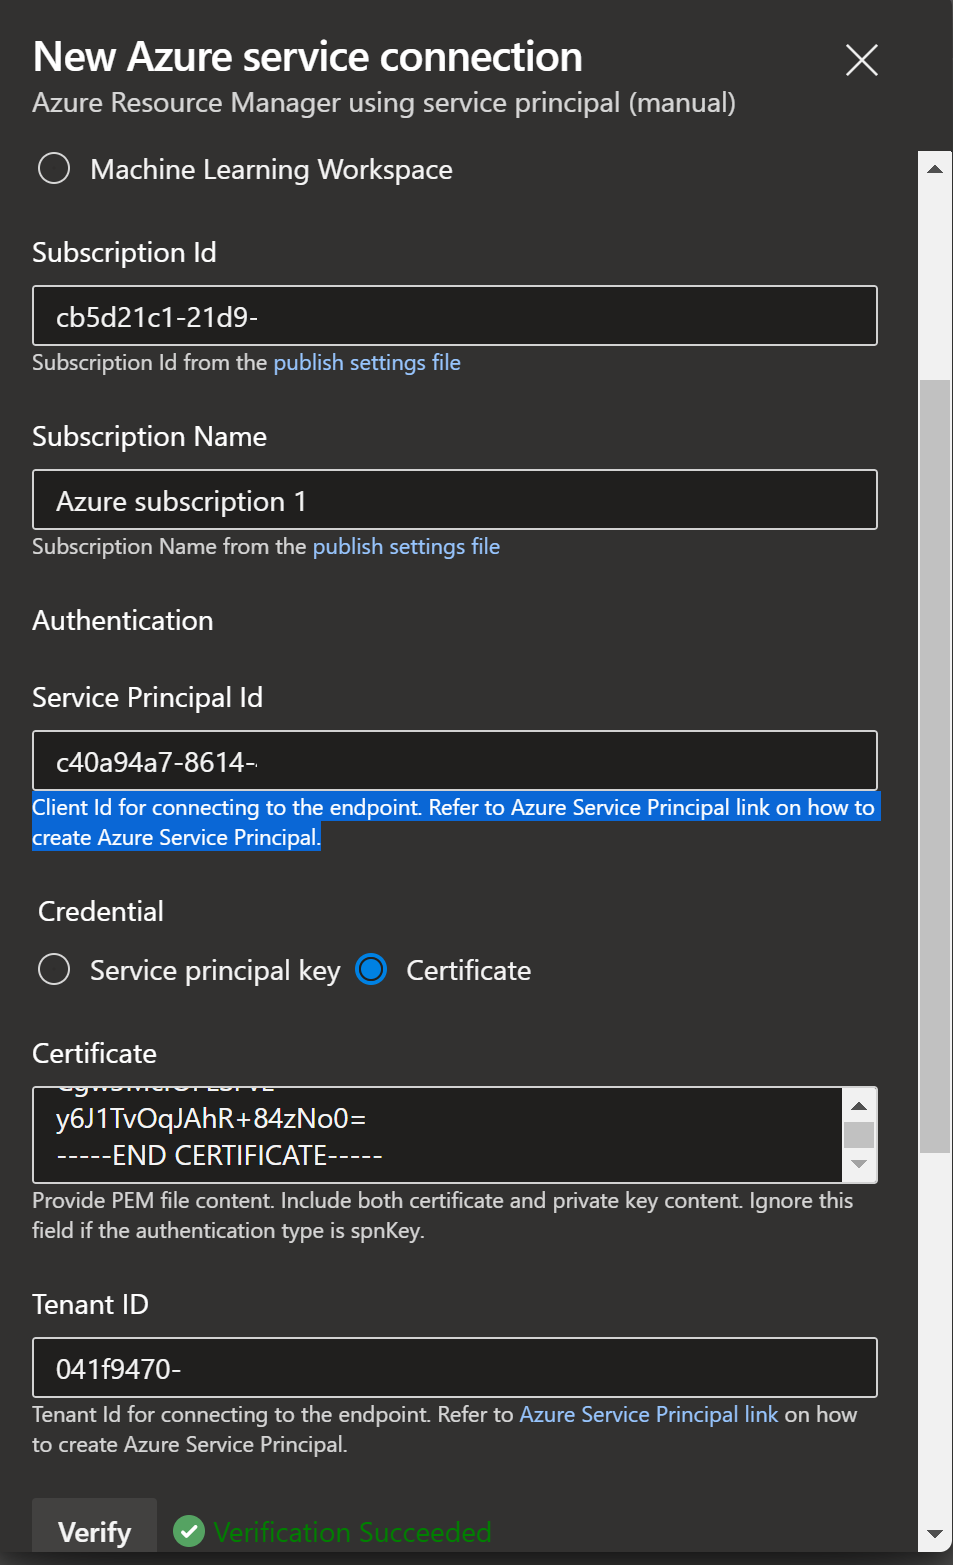 New Azure service connection
Azure Resource Manager using service principal (manual)
Machine Learning Workspace
Subscription Id
cb5d21c1-21d9-
Subscription Id from the publish settings file
Subscription Name
Azure subscription 1
Subscription Name from the publish settings file
Authentication
Service Principal Id
c40a94a7-8614-
Client Id for connecting to the endpoint. Refer to Azure Service Principal link on how to
create Azure Service Principal.
Credential
Service principal key Certificate
Certificate
y6J1TvOqJAhR+84zNo0=
-----END CERTIFICATE-----
Provide PEM file content. Include both certificate and private key content. Ignore this
field if the authentication type is spnKey.
Tenant ID
041f9470-
Tenant Id for connecting to the endpoint. Refer to Azure Service Principal link on how
to create Azure Service Principal.
Verify Verification Succeeded